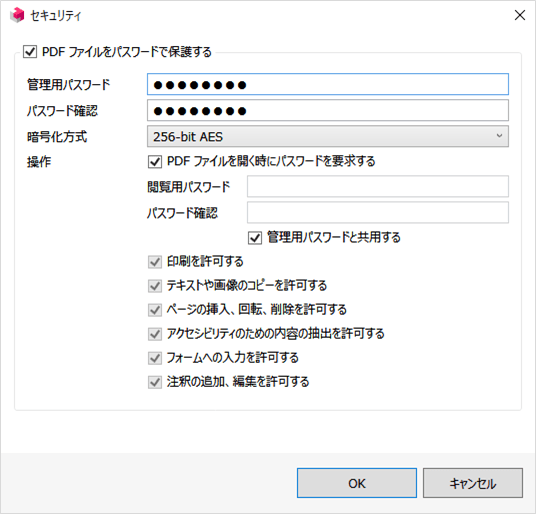 セキュリティ
PDF ファイルをパスワードで保護する
管理用パスワード ●●●●●●●●
パスワード確認 ●●●●●●●●
暗号化方式 256-bit AES
操作 PDF ファイルを開く時にパスワードを要求する
閲覧用パスワード
パスワード確認
管理用パスワードと共用する
印刷を許可する
テキストや画像のコピーを許可する
ページの挿入、回転、削除を許可する
アクセシビリティのための内容の抽出を許可する
フォームへの入力を許可する
注釈の追加、編集を許可する
OK キャンセル